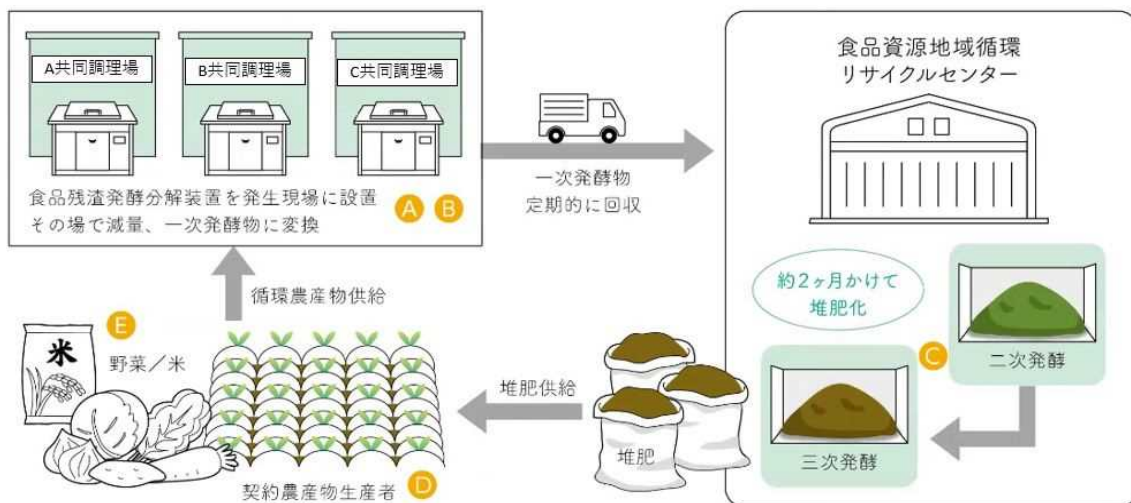 A共同調理場
B共同調理場
C共同調理場
食品残渣発酵分解装置を発生現場に設置
その場で減量、一次発酵物に変換
A
B
一次発酵物
定期的に回収
食品資源地域循環
リサイクルセンター
約2ヶ月かけて
堆肥化
C
二次発酵
三次発酵
堆肥
堆肥供給
契約農産物生産者
D
E
米
野菜／米
循環農産物供給